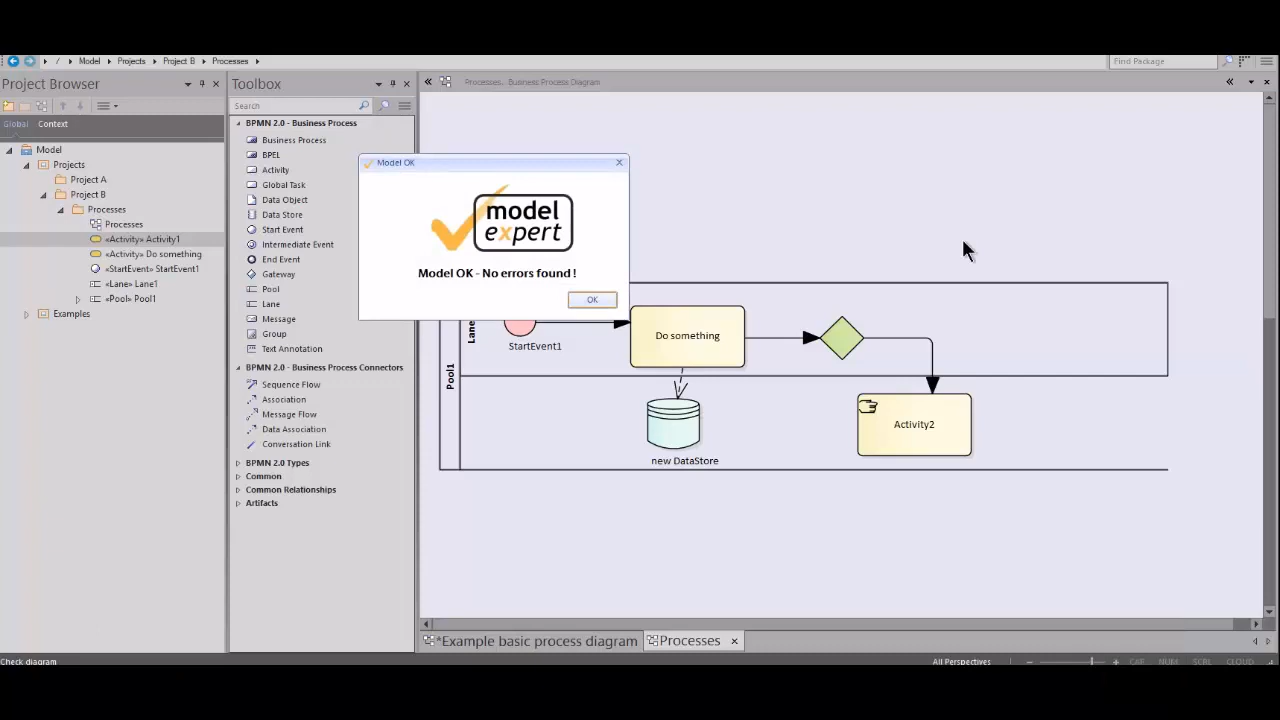 / Model Projects Project B Processes
Find Package
Project Browser
Global Context
Model
Projects
Project A
Project B
Processes
Processes
«Activity» Activity1
«Activity» Do something
«StartEvent» StartEvent1
«Lane» Lane1
«Pool» Pool1
Examples
Toolbox
Search
BPMN 2.0 - Business Process
Business Process
BPEL
Activity
Global Task
Data Object
Data Store
Start Event
Intermediate Event
End Event
Gateway
Pool
Lane
Message
Group
Text Annotation
BPMN 2.0 - Business Process Connectors
Sequence Flow
Association
Message Flow
Data Association
Conversation Link
BPMN 2.0 Types
Common
Common Relationships
Artifacts
Processes.. Business Process Diagram
Model OK
model
expert
Model OK - No errors found !
OK
Pool1
Lane
StartEvent1
Do something
new DataStore
Activity2
*Example basic process diagram
Processes
Check diagram
All Perspectives
CAP NUM SCRL CLOUD